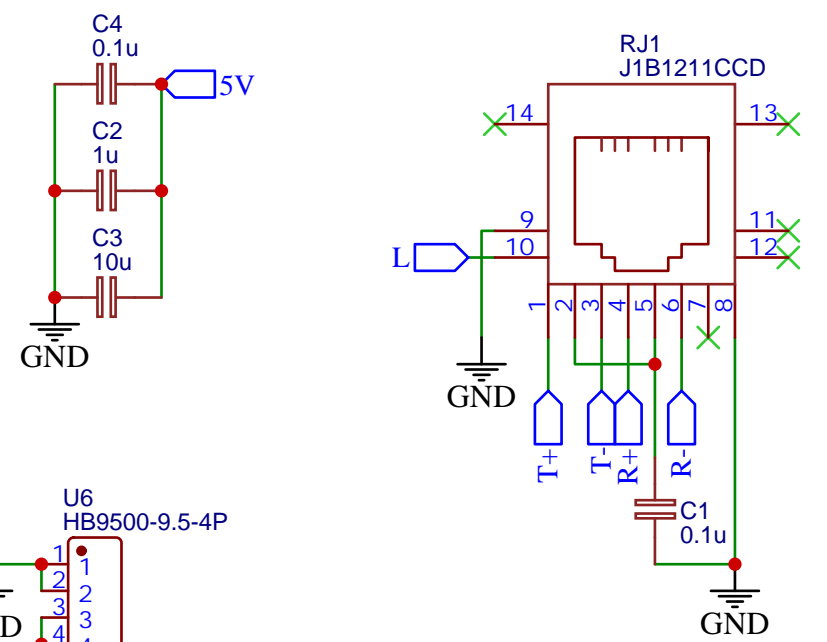 C4
0.1u
5V
C2
1u
C3
10u
GND
RJ1
J1B1211CCD
14
13
9
10
11
12
L
1
2
3
4
5
6
7
8
GND
T+
T-
R+
R-
C1
0.1u
GND
U6
HB9500-9.5-4P
1
1
2
2
3
3
4
D